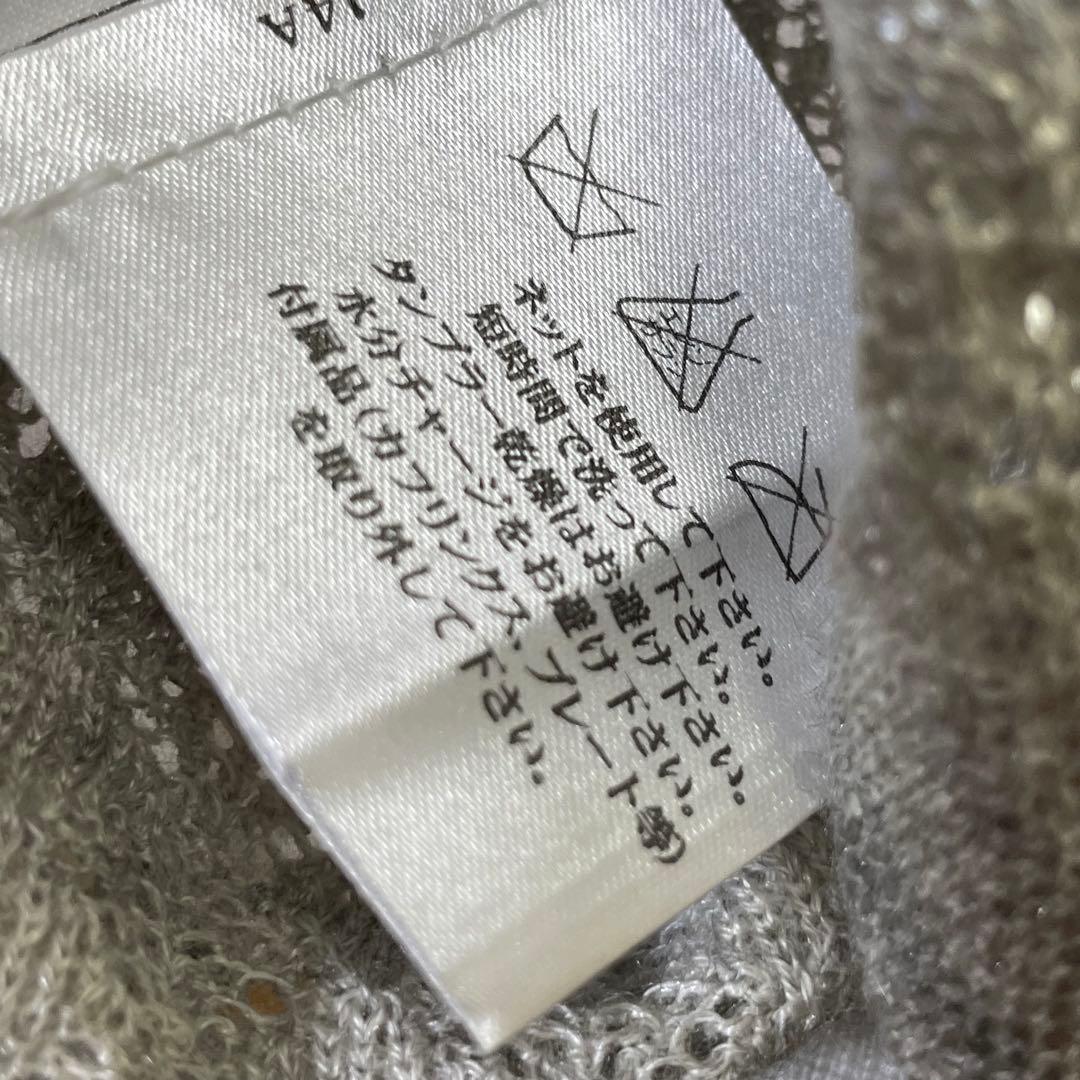 14A
ネットを使用して下さい。
短時間で洗って下さい。
タンブラー乾燥はお避け下さい。
水分チャージをお避け下さい。
付属品(カフリンクス、プレート等)
を取り外して下さい。